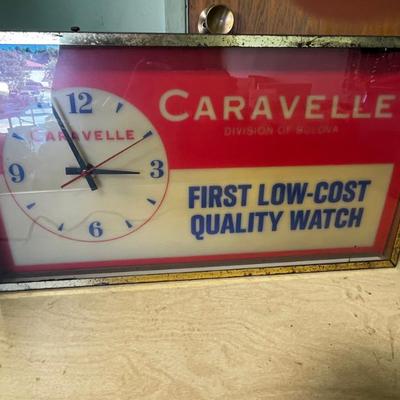 12
CARAVELLE
9
3
6
CARAVELLE
DIVISION OF BULOVA
FIRST LOW-COST
QUALITY WATCH